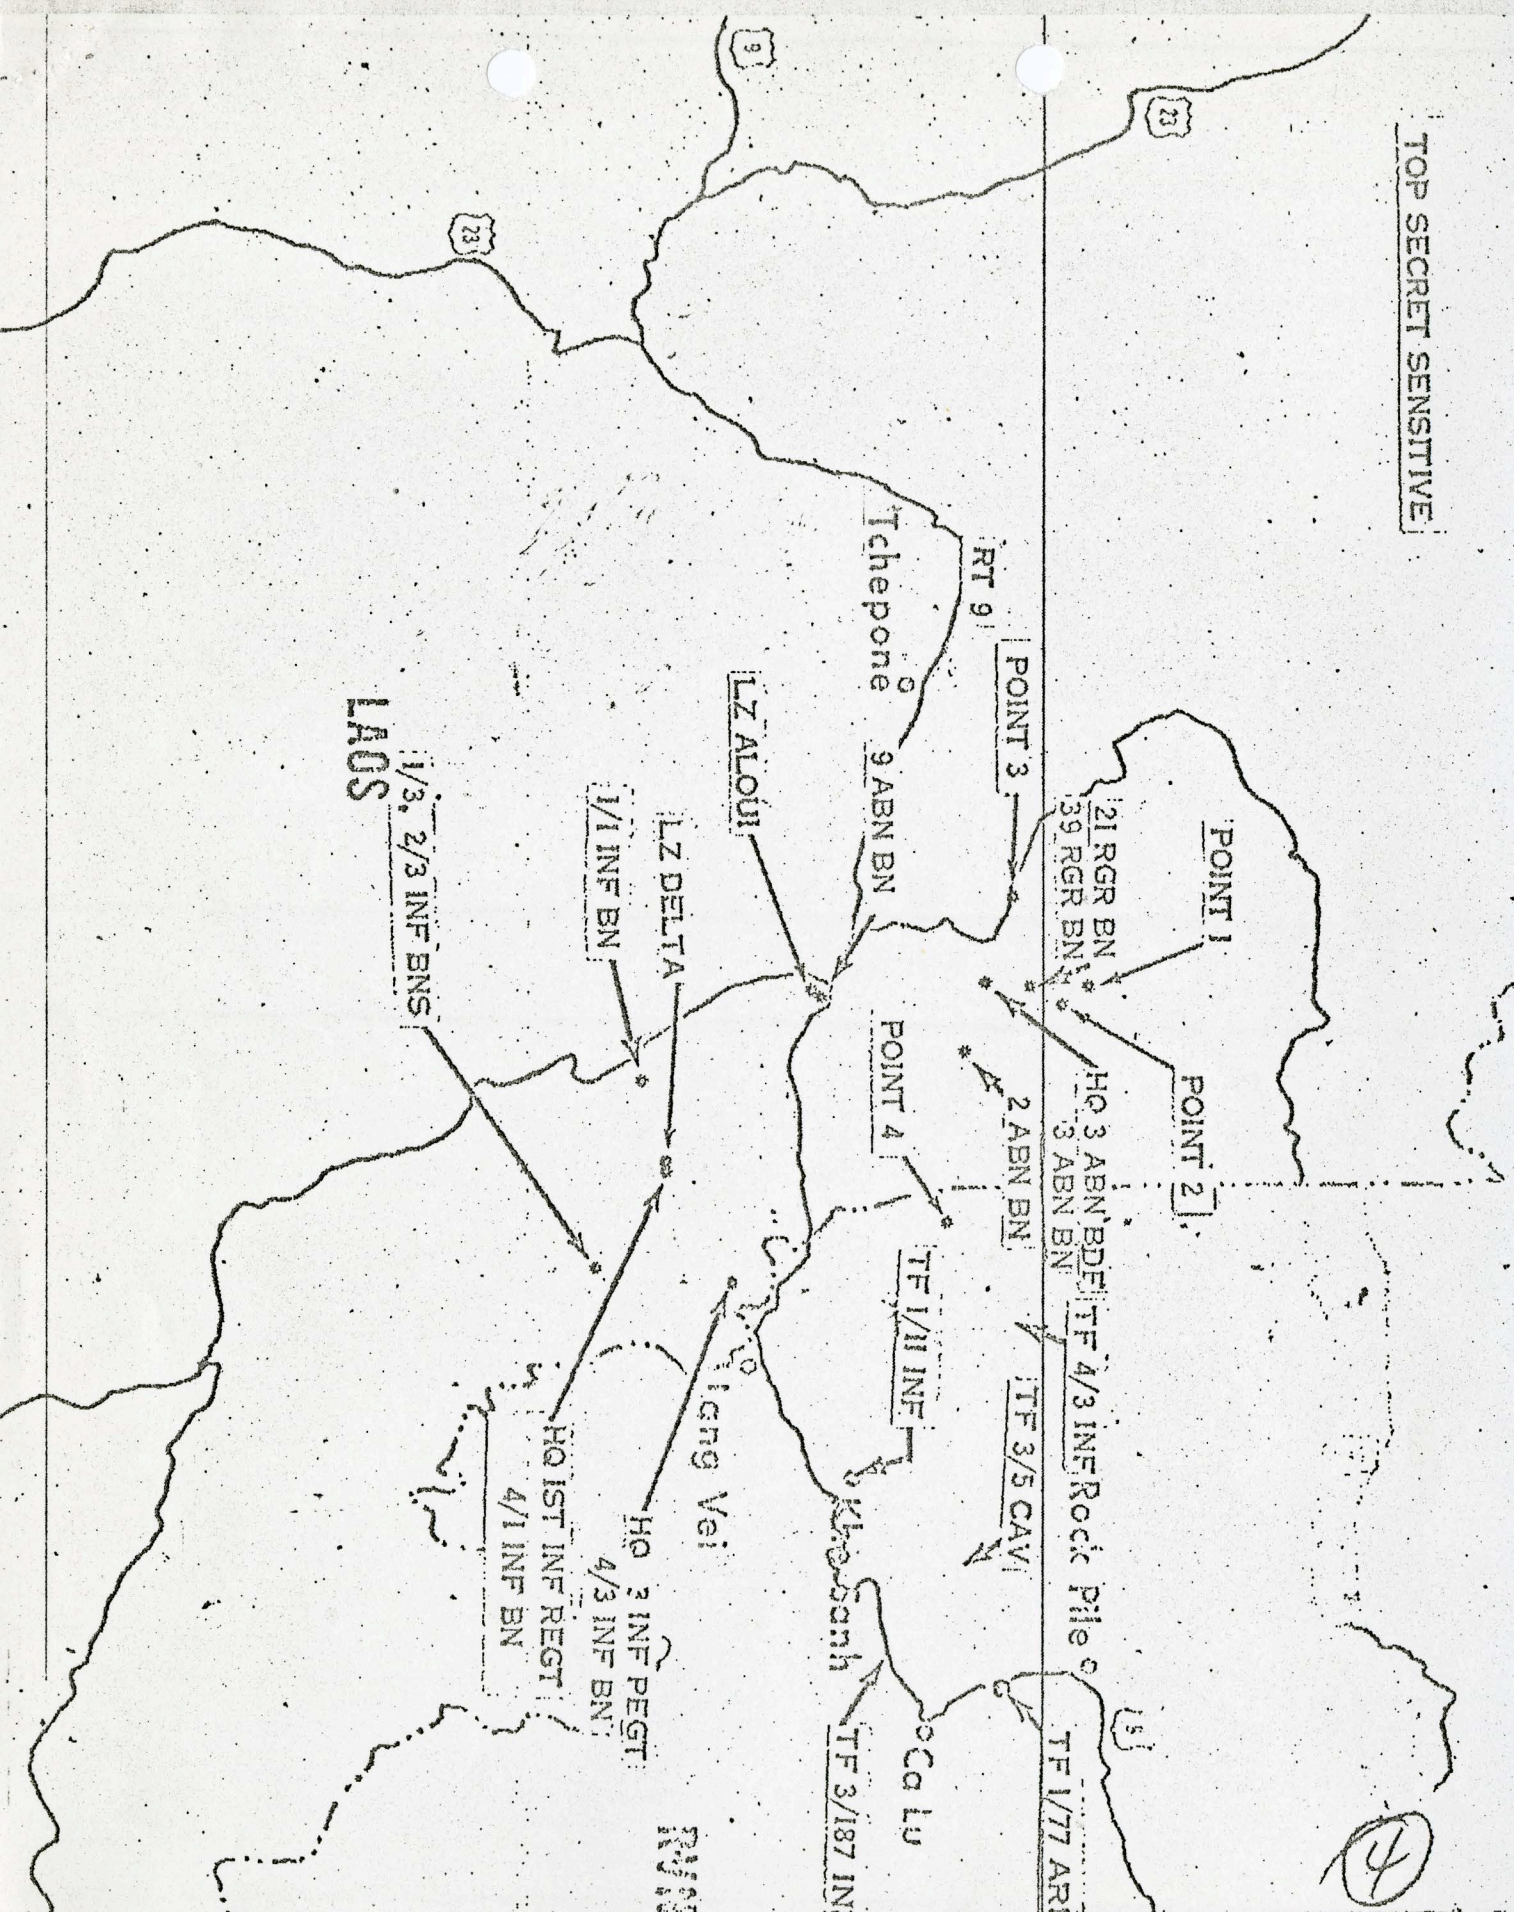 TOP SECRET SENSITIVE
23
9
23
RT 9
POINT 3
Tchepone
9 ABN BN
LZ ALOUI
LZ DELTA
1/1 INF BN
1/3, 2/3 INF BNS
LAOS
POINT 1
21 RGR BN
39 RGR BN
POINT 2
HQ 3 ABN BDE
3 ABN BN
2 ABN BN
POINT 4
TF 4/3 INF
TF 1/11 INF
TF 3/5 CAV
Rock Pile
Lang Vei
Khe Sanh
HQ 1ST INF REGT
4/1 INF BN
HQ 3 INF REGT
4/3 INF BN
Ca Lu
TF 1/77 AR
TF 3/187 IN
RVN
4